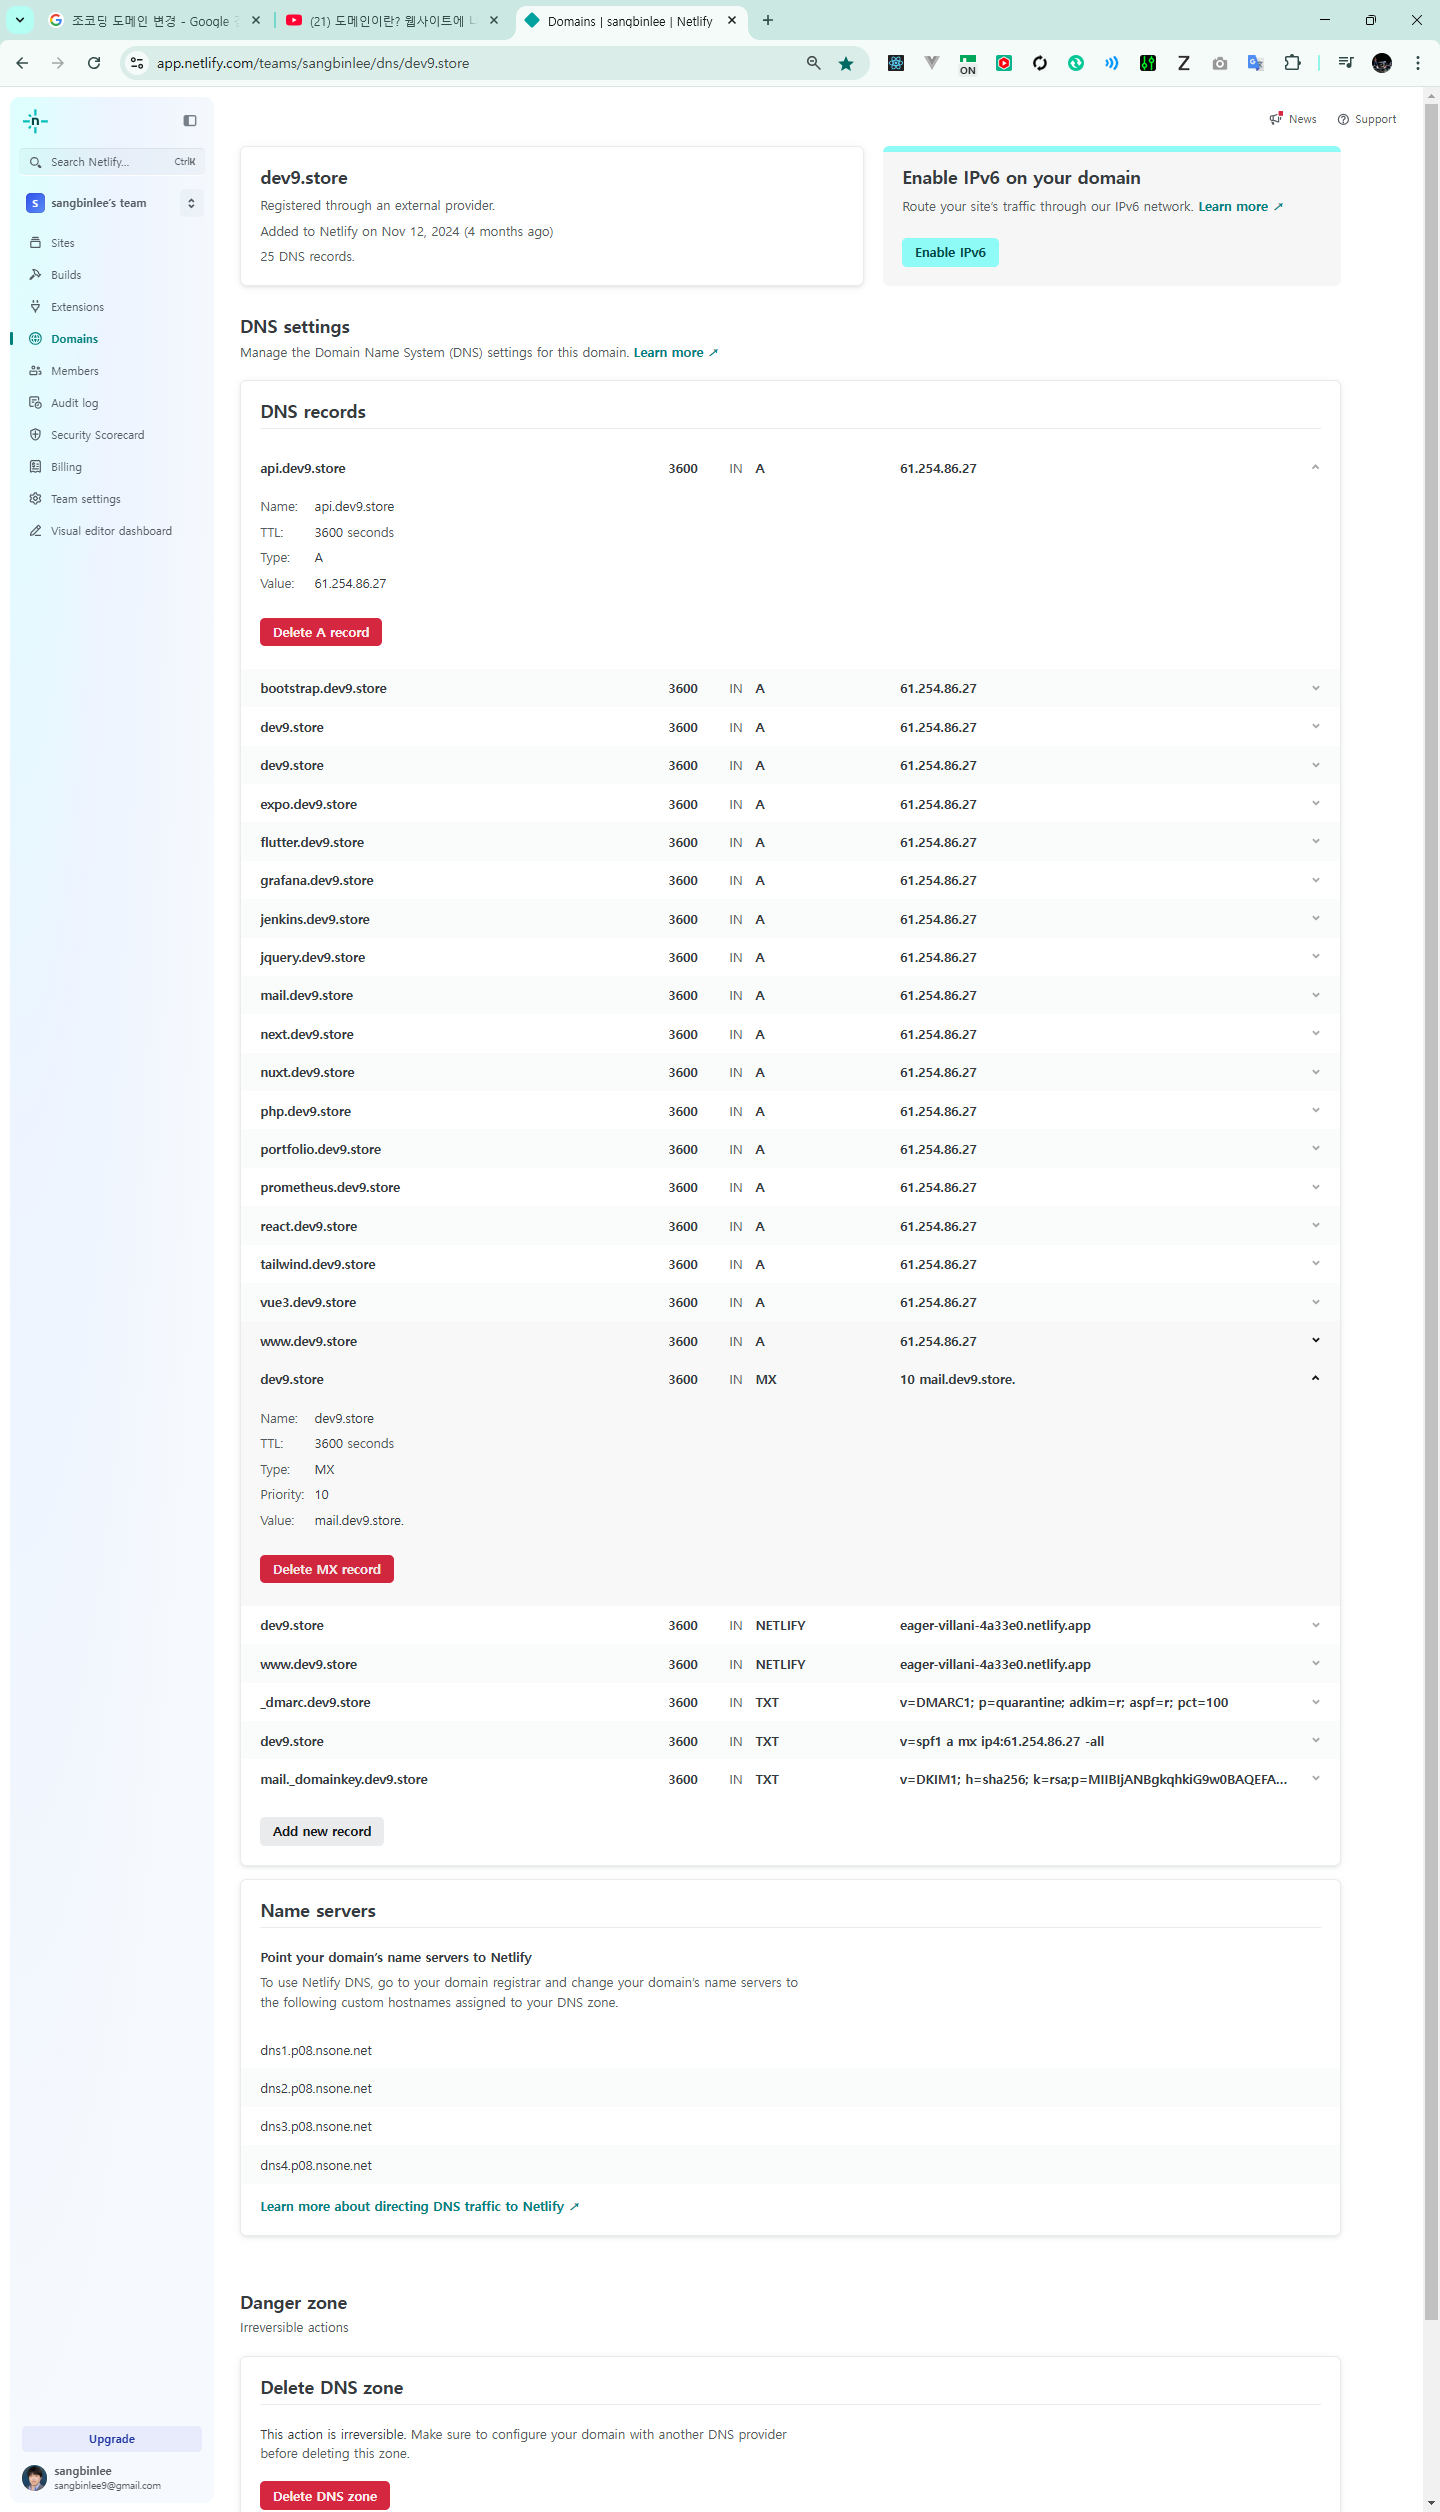 조코딩 도메인 변경 - Google
(21) 도메인이란? 웹사이트에
Domains | sangbinlee | Netlify
app.netlify.com/teams/sangbinlee/dns/dev9.store
ON
News
Support
Search Netlify...
Ctrl K
S
sangbinlee's team
Sites
Builds
Extensions
Domains
Members
Audit log
Security Scorecard
Billing
Team settings
Visual editor dashboard
dev9.store
Registered through an external provider.
Added to Netlify on Nov 12, 2024 (4 months ago)
25 DNS records.
Enable IPv6 on your domain
Route your site's traffic through our IPv6 network. Learn more ↗
Enable IPv6
DNS settings
Manage the Domain Name System (DNS) settings for this domain. Learn more ↗
DNS records
api.dev9.store 3600 IN A 61.254.86.27
Name: api.dev9.store
TTL: 3600 seconds
Type: A
Value: 61.254.86.27
Delete A record
bootstrap.dev9.store 3600 IN A 61.254.86.27
dev9.store 3600 IN A 61.254.86.27
dev9.store 3600 IN A 61.254.86.27
expo.dev9.store 3600 IN A 61.254.86.27
flutter.dev9.store 3600 IN A 61.254.86.27
grafana.dev9.store 3600 IN A 61.254.86.27
jenkins.dev9.store 3600 IN A 61.254.86.27
jquery.dev9.store 3600 IN A 61.254.86.27
mail.dev9.store 3600 IN A 61.254.86.27
next.dev9.store 3600 IN A 61.254.86.27
nuxt.dev9.store 3600 IN A 61.254.86.27
php.dev9.store 3600 IN A 61.254.86.27
portfolio.dev9.store 3600 IN A 61.254.86.27
prometheus.dev9.store 3600 IN A 61.254.86.27
react.dev9.store 3600 IN A 61.254.86.27
tailwind.dev9.store 3600 IN A 61.254.86.27
vue3.dev9.store 3600 IN A 61.254.86.27
www.dev9.store 3600 IN A 61.254.86.27
dev9.store 3600 IN MX 10 mail.dev9.store.
Name: dev9.store
TTL: 3600 seconds
Type: MX
Priority: 10
Value: mail.dev9.store.
Delete MX record
dev9.store 3600 IN NETLIFY eager-villani-4a33e0.netlify.app
www.dev9.store 3600 IN NETLIFY eager-villani-4a33e0.netlify.app
_dmarc.dev9.store 3600 IN TXT v=DMARC1; p=quarantine; adkim=r; aspf=r; pct=100
dev9.store 3600 IN TXT v=spf1 a mx ip4:61.254.86.27 -all
mail._domainkey.dev9.store 3600 IN TXT v=DKIM1; h=sha256; k=rsa;p=MIIBIjANBgkqhkiG9w0BAQEFA...
Add new record
Name servers
Point your domain's name servers to Netlify
To use Netlify DNS, go to your domain registrar and change your domain's name servers to
the following custom hostnames assigned to your DNS zone.
dns1.p08.nsone.net
dns2.p08.nsone.net
dns3.p08.nsone.net
dns4.p08.nsone.net
Learn more about directing DNS traffic to Netlify ↗
Danger zone
Irreversible actions
Delete DNS zone
This action is irreversible. Make sure to configure your domain with another DNS provider
before deleting this zone.
Delete DNS zone
Upgrade
sangbinlee
sangbinlee9@gmail.com